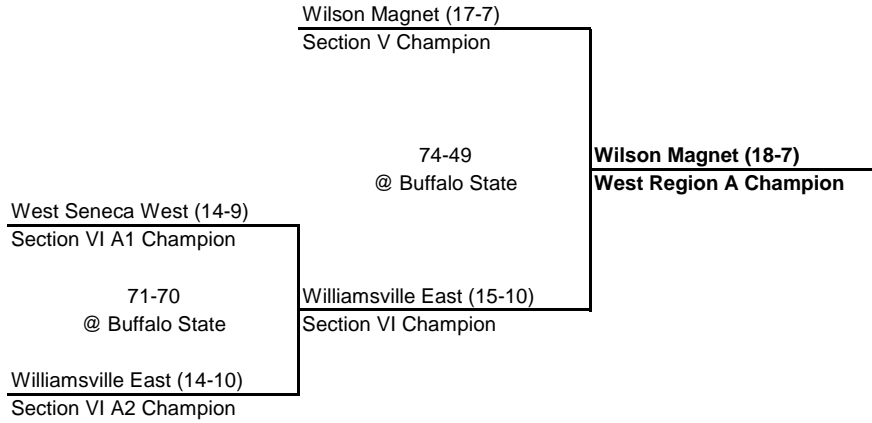 Wilson Magnet (17-7)
Section V Champion
74-49
@ Buffalo State
Wilson Magnet (18-7)
West Region A Champion
West Seneca West (14-9)
Section VI A1 Champion
71-70
@ Buffalo State
Williamsville East (15-10)
Section VI Champion
Williamsville East (14-10)
Section VI A2 Champion